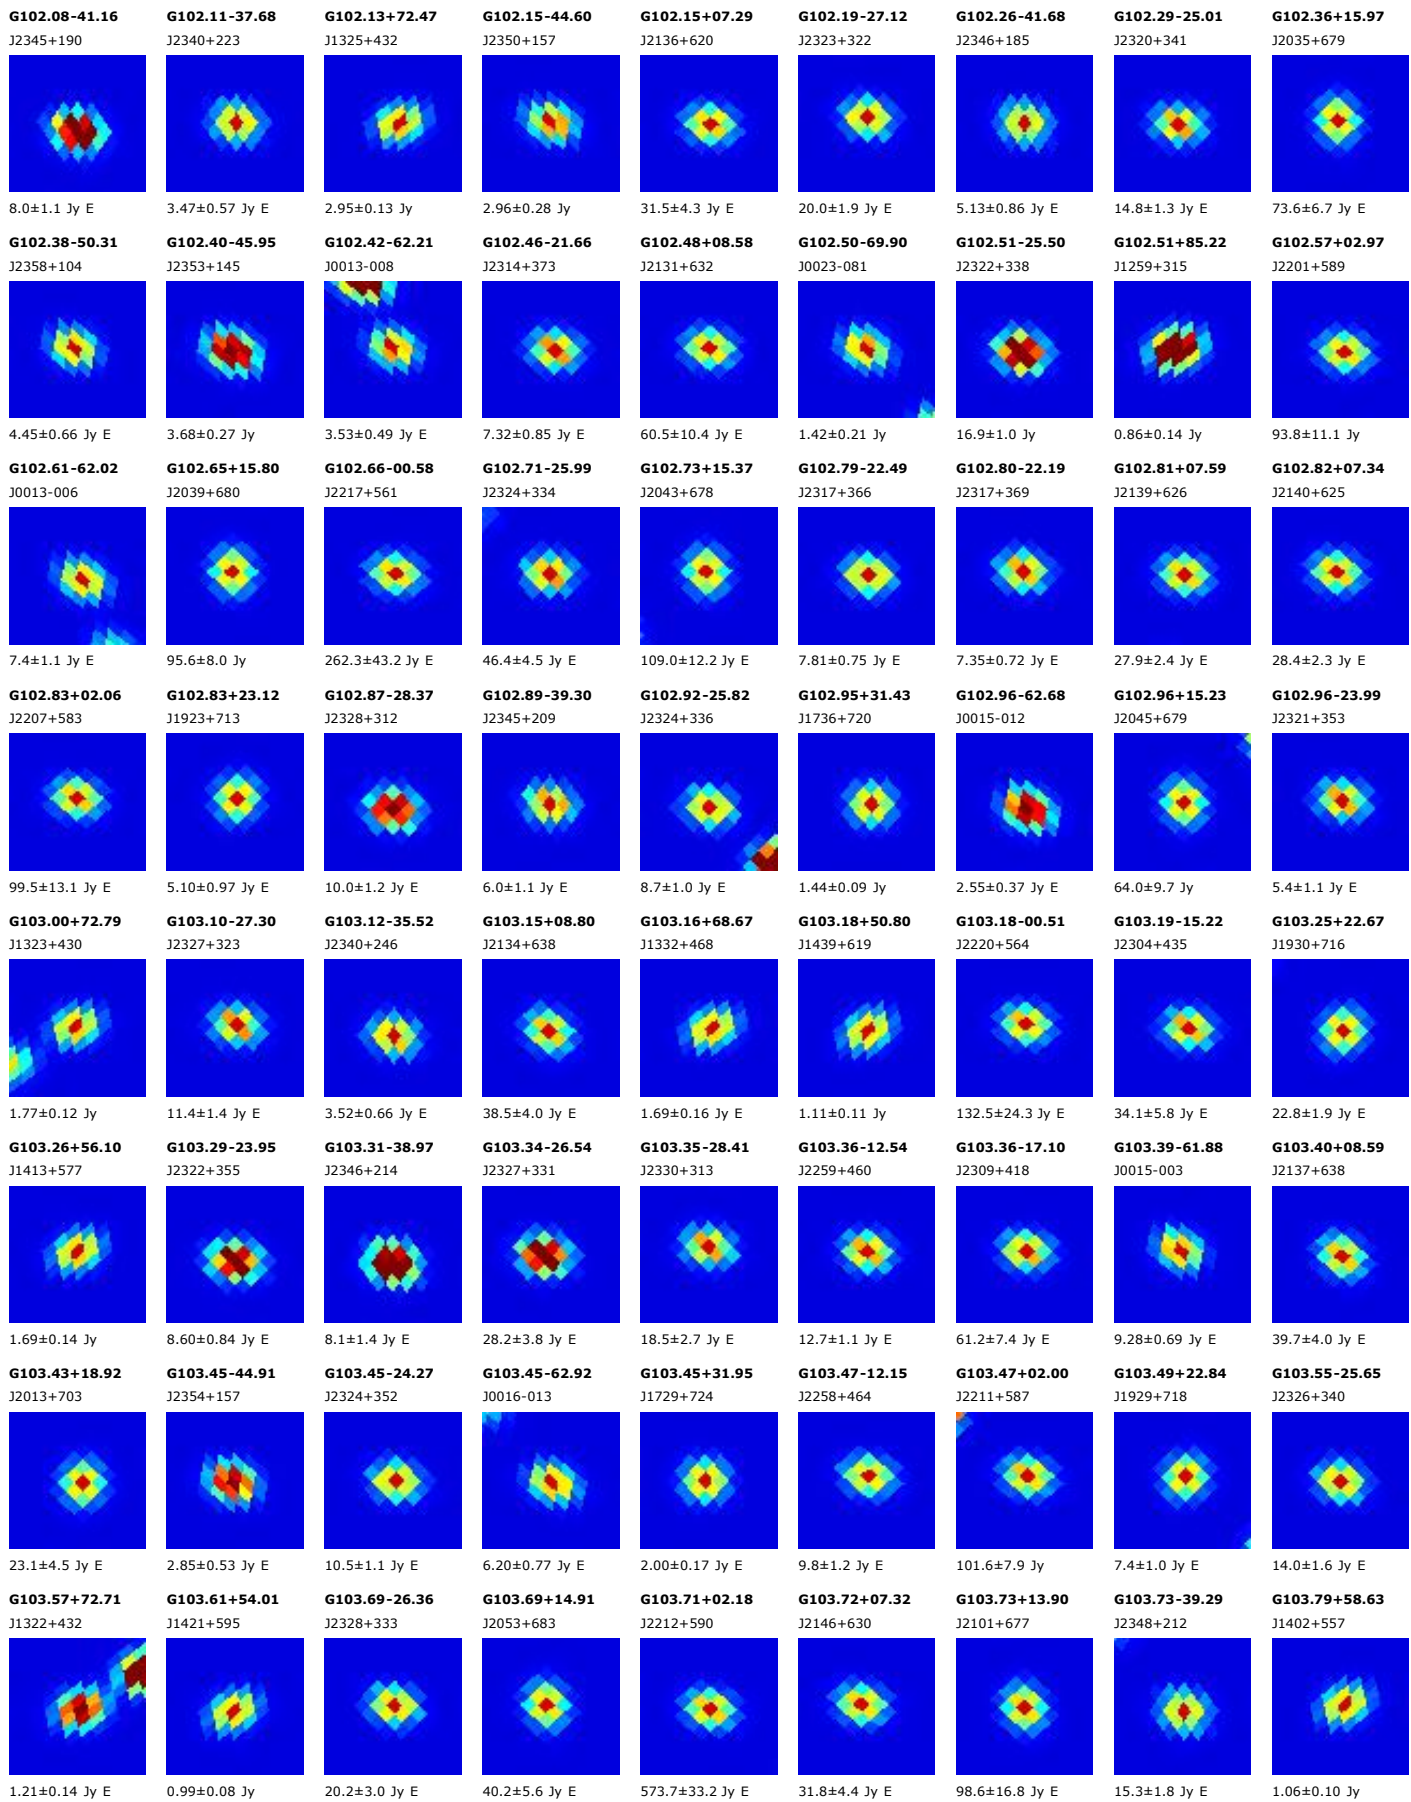 G102.08-41.16 G102.11-37.68 G102.13+72.47 G102.15-44.60 G102.15+07.29 G102.19-27.12 G102.26-41.68 G102.29-25.01 G102.36+15.97
J2345+190 J2340+223 J1325+432 J2350+157 J2136+620 J2323+322 J2346+185 J2320+341 J2035+679
8.0±1.1 Jy E 3.47±0.57 Jy E 2.95±0.13 Jy 2.96±0.28 Jy 31.5±4.3 Jy E 20.0±1.9 Jy E 5.13±0.86 Jy E 14.8±1.3 Jy E 73.6±6.7 Jy E
G102.38-50.31 G102.40-45.95 G102.42-62.21 G102.46-21.66 G102.48+08.58 G102.50-69.90 G102.51-25.50 G102.51+85.22 G102.57+02.97
J2358+104 J2353+145 J0013-008 J2314+373 J2131+632 J0023-081 J2322+338 J1259+315 J2201+589
4.45±0.66 Jy E 3.68±0.27 Jy 3.53±0.49 Jy E 7.32±0.85 Jy E 60.5±10.4 Jy E 1.42±0.21 Jy 16.9±1.0 Jy 0.86±0.14 Jy 93.8±11.1 Jy
G102.61-62.02 G102.65+15.80 G102.66-00.58 G102.71-25.99 G102.73+15.37 G102.79-22.49 G102.80-22.19 G102.81+07.59 G102.82+07.34
J0013-006 J2039+680 J2217+561 J2324+334 J2043+678 J2317+366 J2317+369 J2139+626 J2140+625
7.4±1.1 Jy E 95.6±8.0 Jy 262.3±43.2 Jy E 46.4±4.5 Jy E 109.0±12.2 Jy E 7.81±0.75 Jy E 7.35±0.72 Jy E 27.9±2.4 Jy E 28.4±2.3 Jy E
G102.83+02.06 G102.83+23.12 G102.87-28.37 G102.89-39.30 G102.92-25.82 G102.95+31.43 G102.96-62.68 G102.96+15.23 G102.96-23.99
J2207+583 J1923+713 J2328+312 J2345+209 J2324+336 J1736+720 J0015-012 J2045+679 J2321+353
99.5±13.1 Jy E 5.10±0.97 Jy E 10.0±1.2 Jy E 6.0±1.1 Jy E 8.7±1.0 Jy E 1.44±0.09 Jy 2.55±0.37 Jy E 64.0±9.7 Jy 5.4±1.1 Jy E
G103.00+72.79 G103.10-27.30 G103.12-35.52 G103.15+08.80 G103.16+68.67 G103.18+50.80 G103.18-00.51 G103.19-15.22 G103.25+22.67
J1323+430 J2327+323 J2340+246 J2134+638 J1332+468 J1439+619 J2220+564 J2304+435 J1930+716
1.77±0.12 Jy 11.4±1.4 Jy E 3.52±0.66 Jy E 38.5±4.0 Jy E 1.69±0.16 Jy E 1.11±0.11 Jy 132.5±24.3 Jy E 34.1±5.8 Jy E 22.8±1.9 Jy E
G103.26+56.10 G103.29-23.95 G103.31-38.97 G103.34-26.54 G103.35-28.41 G103.36-12.54 G103.36-17.10 G103.39-61.88 G103.40+08.59
J1413+577 J2322+355 J2346+214 J2327+331 J2330+313 J2259+460 J2309+418 J0015-003 J2137+638
1.69±0.14 Jy 8.60±0.84 Jy E 8.1±1.4 Jy E 28.2±3.8 Jy E 18.5±2.7 Jy E 12.7±1.1 Jy E 61.2±7.4 Jy E 9.28±0.69 Jy E 39.7±4.0 Jy E
G103.43+18.92 G103.45-44.91 G103.45-24.27 G103.45-62.92 G103.45+31.95 G103.47-12.15 G103.47+02.00 G103.49+22.84 G103.55-25.65
J2013+703 J2354+157 J2324+352 J0016-013 J1729+724 J2258+464 J2211+587 J1929+718 J2326+340
23.1±4.5 Jy E 2.85±0.53 Jy E 10.5±1.1 Jy E 6.20±0.77 Jy E 2.00±0.17 Jy E 9.8±1.2 Jy E 101.6±7.9 Jy 7.4±1.0 Jy E 14.0±1.6 Jy E
G103.57+72.71 G103.61+54.01 G103.69-26.36 G103.69+14.91 G103.71+02.18 G103.72+07.32 G103.73+13.90 G103.73-39.29 G103.79+58.63
J1322+432 J1421+595 J2328+333 J2053+683 J2212+590 J2146+630 J2101+677 J2348+212 J1402+557
1.21±0.14 Jy E 0.99±0.08 Jy 20.2±3.0 Jy E 40.2±5.6 Jy E 573.7±33.2 Jy E 31.8±4.4 Jy E 98.6±16.8 Jy E 15.3±1.8 Jy E 1.06±0.10 Jy